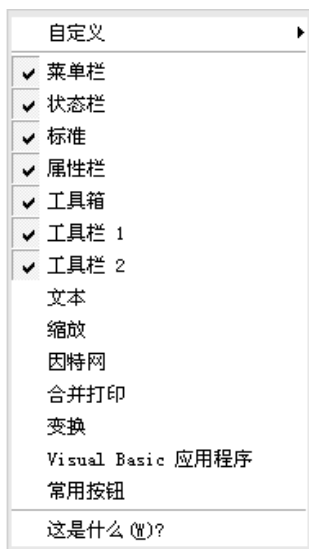 自定义
菜单栏
状态栏
标准
属性栏
工具箱
工具栏 1
工具栏 2
文本
缩放
因特网
合并打印
变换
Visual Basic 应用程序
常用按钮
这是什么(W)?